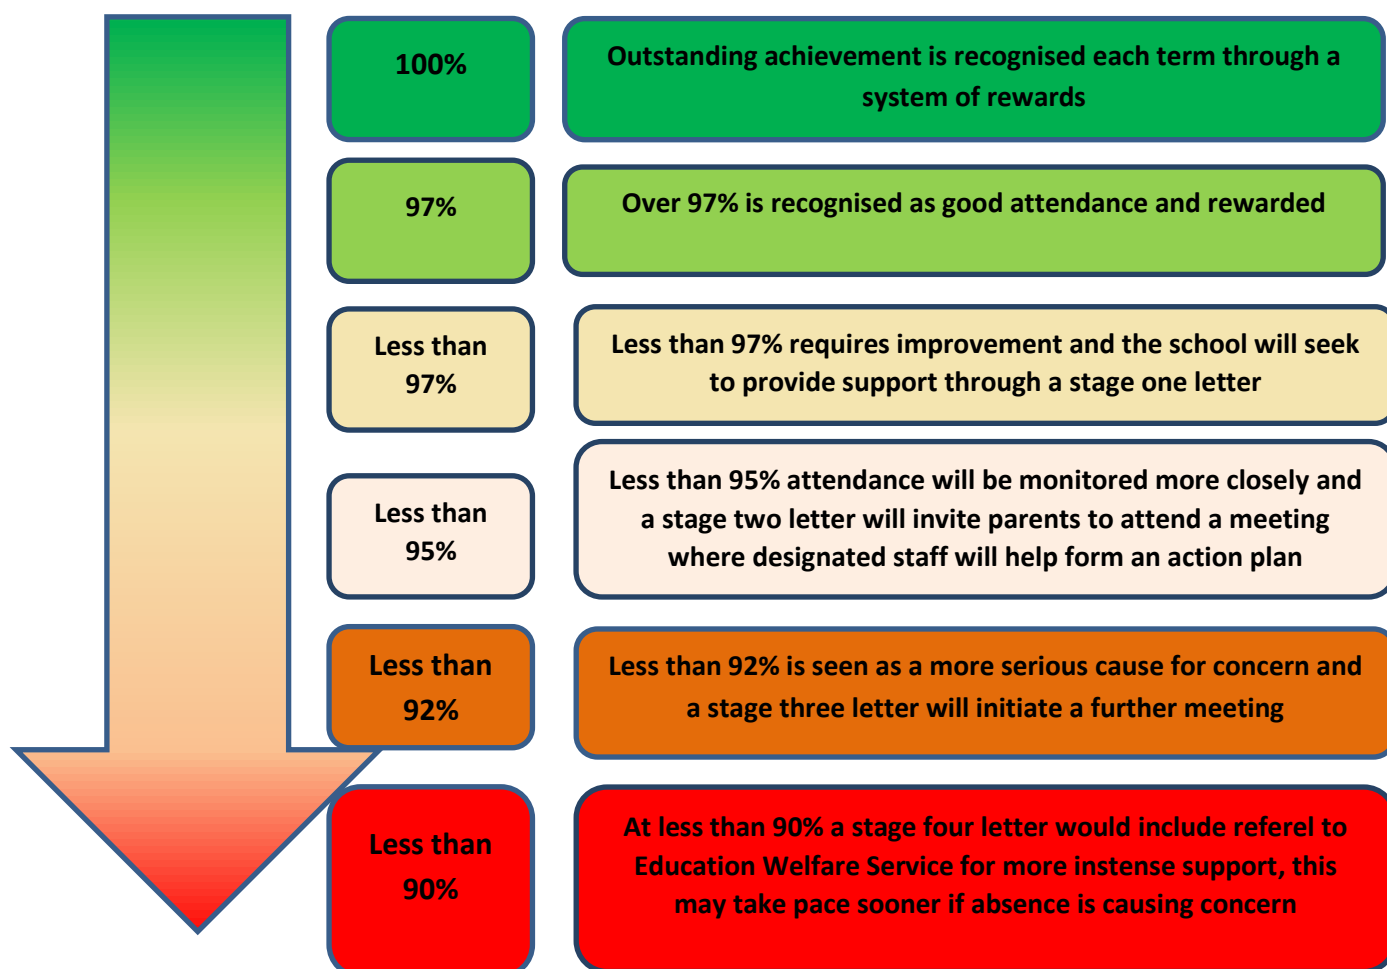 100%
Outstanding achievement is recognised each term through a
system of rewards
97%
Over 97% is recognised as good attendance and rewarded
Less than
97%
Less than 97% requires improvement and the school will seek
to provide support through a stage one letter
Less than
95%
Less than 95% attendance will be monitored more closely and
a stage two letter will invite parents to attend a meeting
where designated staff will help form an action plan
Less than
92%
Less than 92% is seen as a more serious cause for concern and
a stage three letter will initiate a further meeting
Less than
90%
At less than 90% a stage four letter would include referel to
Education Welfare Service for more instense support, this
may take pace sooner if absence is causing concern